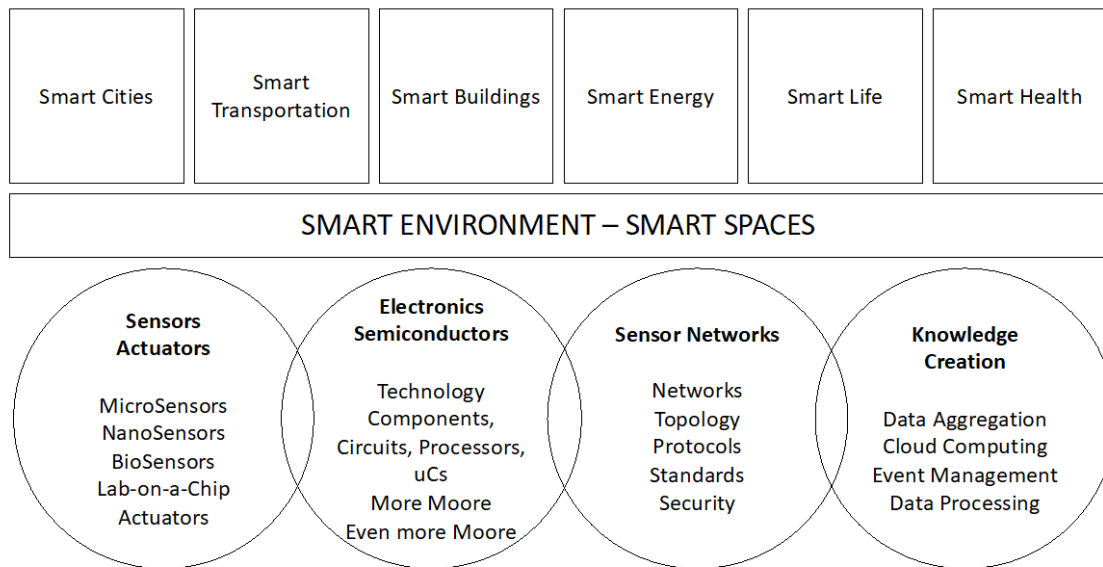 Smart Cities
Smart
Transportation
Smart Buildings
Smart Energy
Smart Life
Smart Health
SMART ENVIRONMENT – SMART SPACES
Sensors
Actuators
MicroSensors
NanoSensors
BioSensors
Lab-on-a-Chip
Actuators
Electronics
Semiconductors
Technology
Components,
Circuits, Processors,
uCs
More Moore
Even more Moore
Sensor Networks
Networks
Topology
Protocols
Standards
Security
Knowledge
Creation
Data Aggregation
Cloud Computing
Event Management
Data Processing